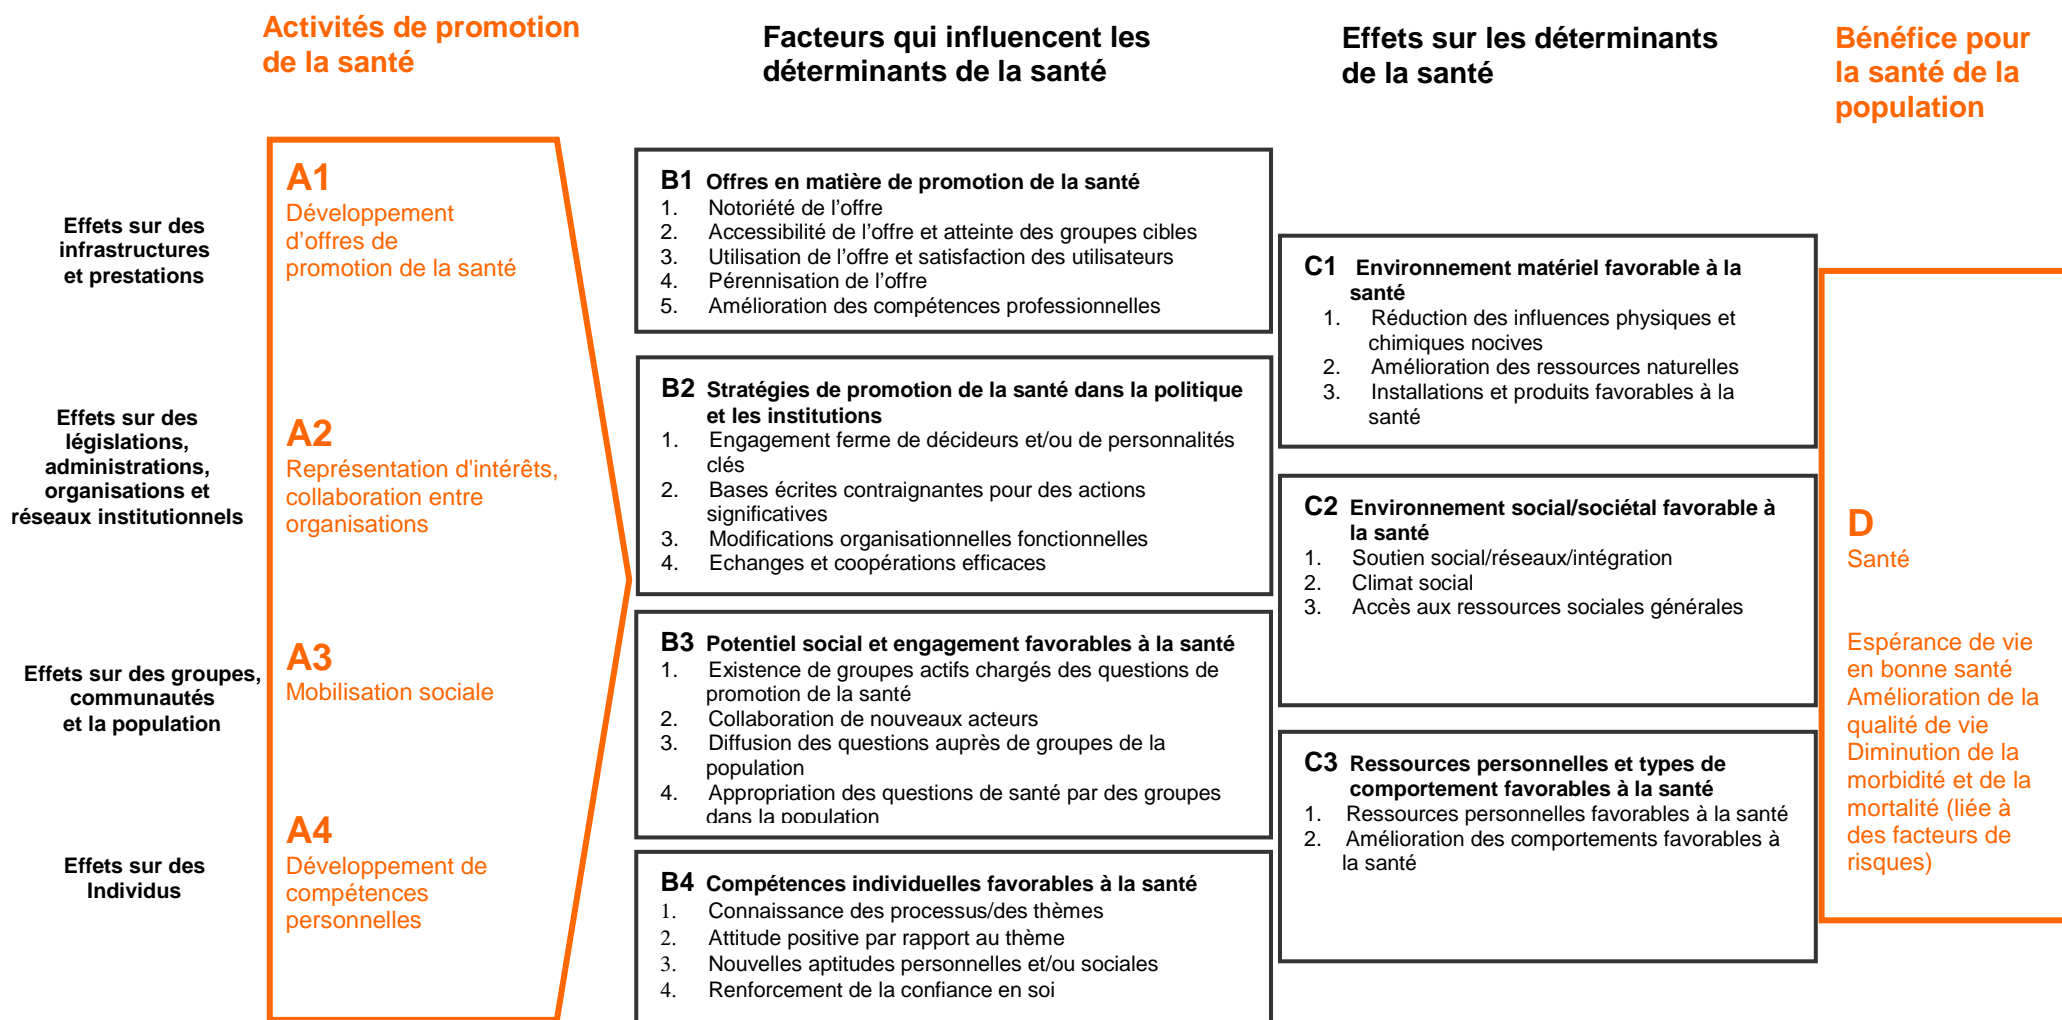 Activités de promotion
de la santé
Facteurs qui influencent les
déterminants de la santé
Effets sur les déterminants
de la santé
Bénéfice pour
la santé de la
population
Effets sur des
infrastructures
et prestations
Effets sur des
législations,
administrations,
organisations et
réseaux institutionnels
Effets sur des groupes,
communautés
et la population
Effets sur des
Individus
A1
Développement
d’offres de
promotion de la santé
A2
Représentation d'intérêts,
collaboration entre
organisations
A3
Mobilisation sociale
A4
Développement de
compétences
personnelles
B1 Offres en matière de promotion de la santé
1. Notoriété de l’offre
2. Accessibilité de l’offre et atteinte des groupes cibles
3. Utilisation de l’offre et satisfaction des utilisateurs
4. Pérennisation de l’offre
5. Amélioration des compétences professionnelles
B2 Stratégies de promotion de la santé dans la politique
et les institutions
1. Engagement ferme de décideurs et/ou de personnalités
clés
2. Bases écrites contraignantes pour des actions
significatives
3. Modifications organisationnelles fonctionnelles
4. Echanges et coopérations efficaces
B3 Potentiel social et engagement favorables à la santé
1. Existence de groupes actifs chargés des questions de
promotion de la santé
2. Collaboration de nouveaux acteurs
3. Diffusion des questions auprès de groupes de la
population
4. Appropriation des questions de santé par des groupes
dans la population
B4 Compétences individuelles favorables à la santé
1. Connaissance des processus/des thèmes
2. Attitude positive par rapport au thème
3. Nouvelles aptitudes personnelles et/ou sociales
4. Renforcement de la confiance en soi
C1 Environnement matériel favorable à la
santé
1. Réduction des influences physiques et
chimiques nocives
2. Amélioration des ressources naturelles
3. Installations et produits favorables à la
santé
C2 Environnement social/sociétal favorable à
la santé
1. Soutien social/réseaux/intégration
2. Climat social
3. Accès aux ressources sociales générales
C3 Ressources personnelles et types de
comportement favorables à la santé
1. Ressources personnelles favorables à la santé
2. Amélioration des comportements favorables à
la santé
D
Santé
Espérance de vie
en bonne santé
Amélioration de la
qualité de vie
Diminution de la
morbidité et de la
mortalité (liée à
des facteurs de
risques)